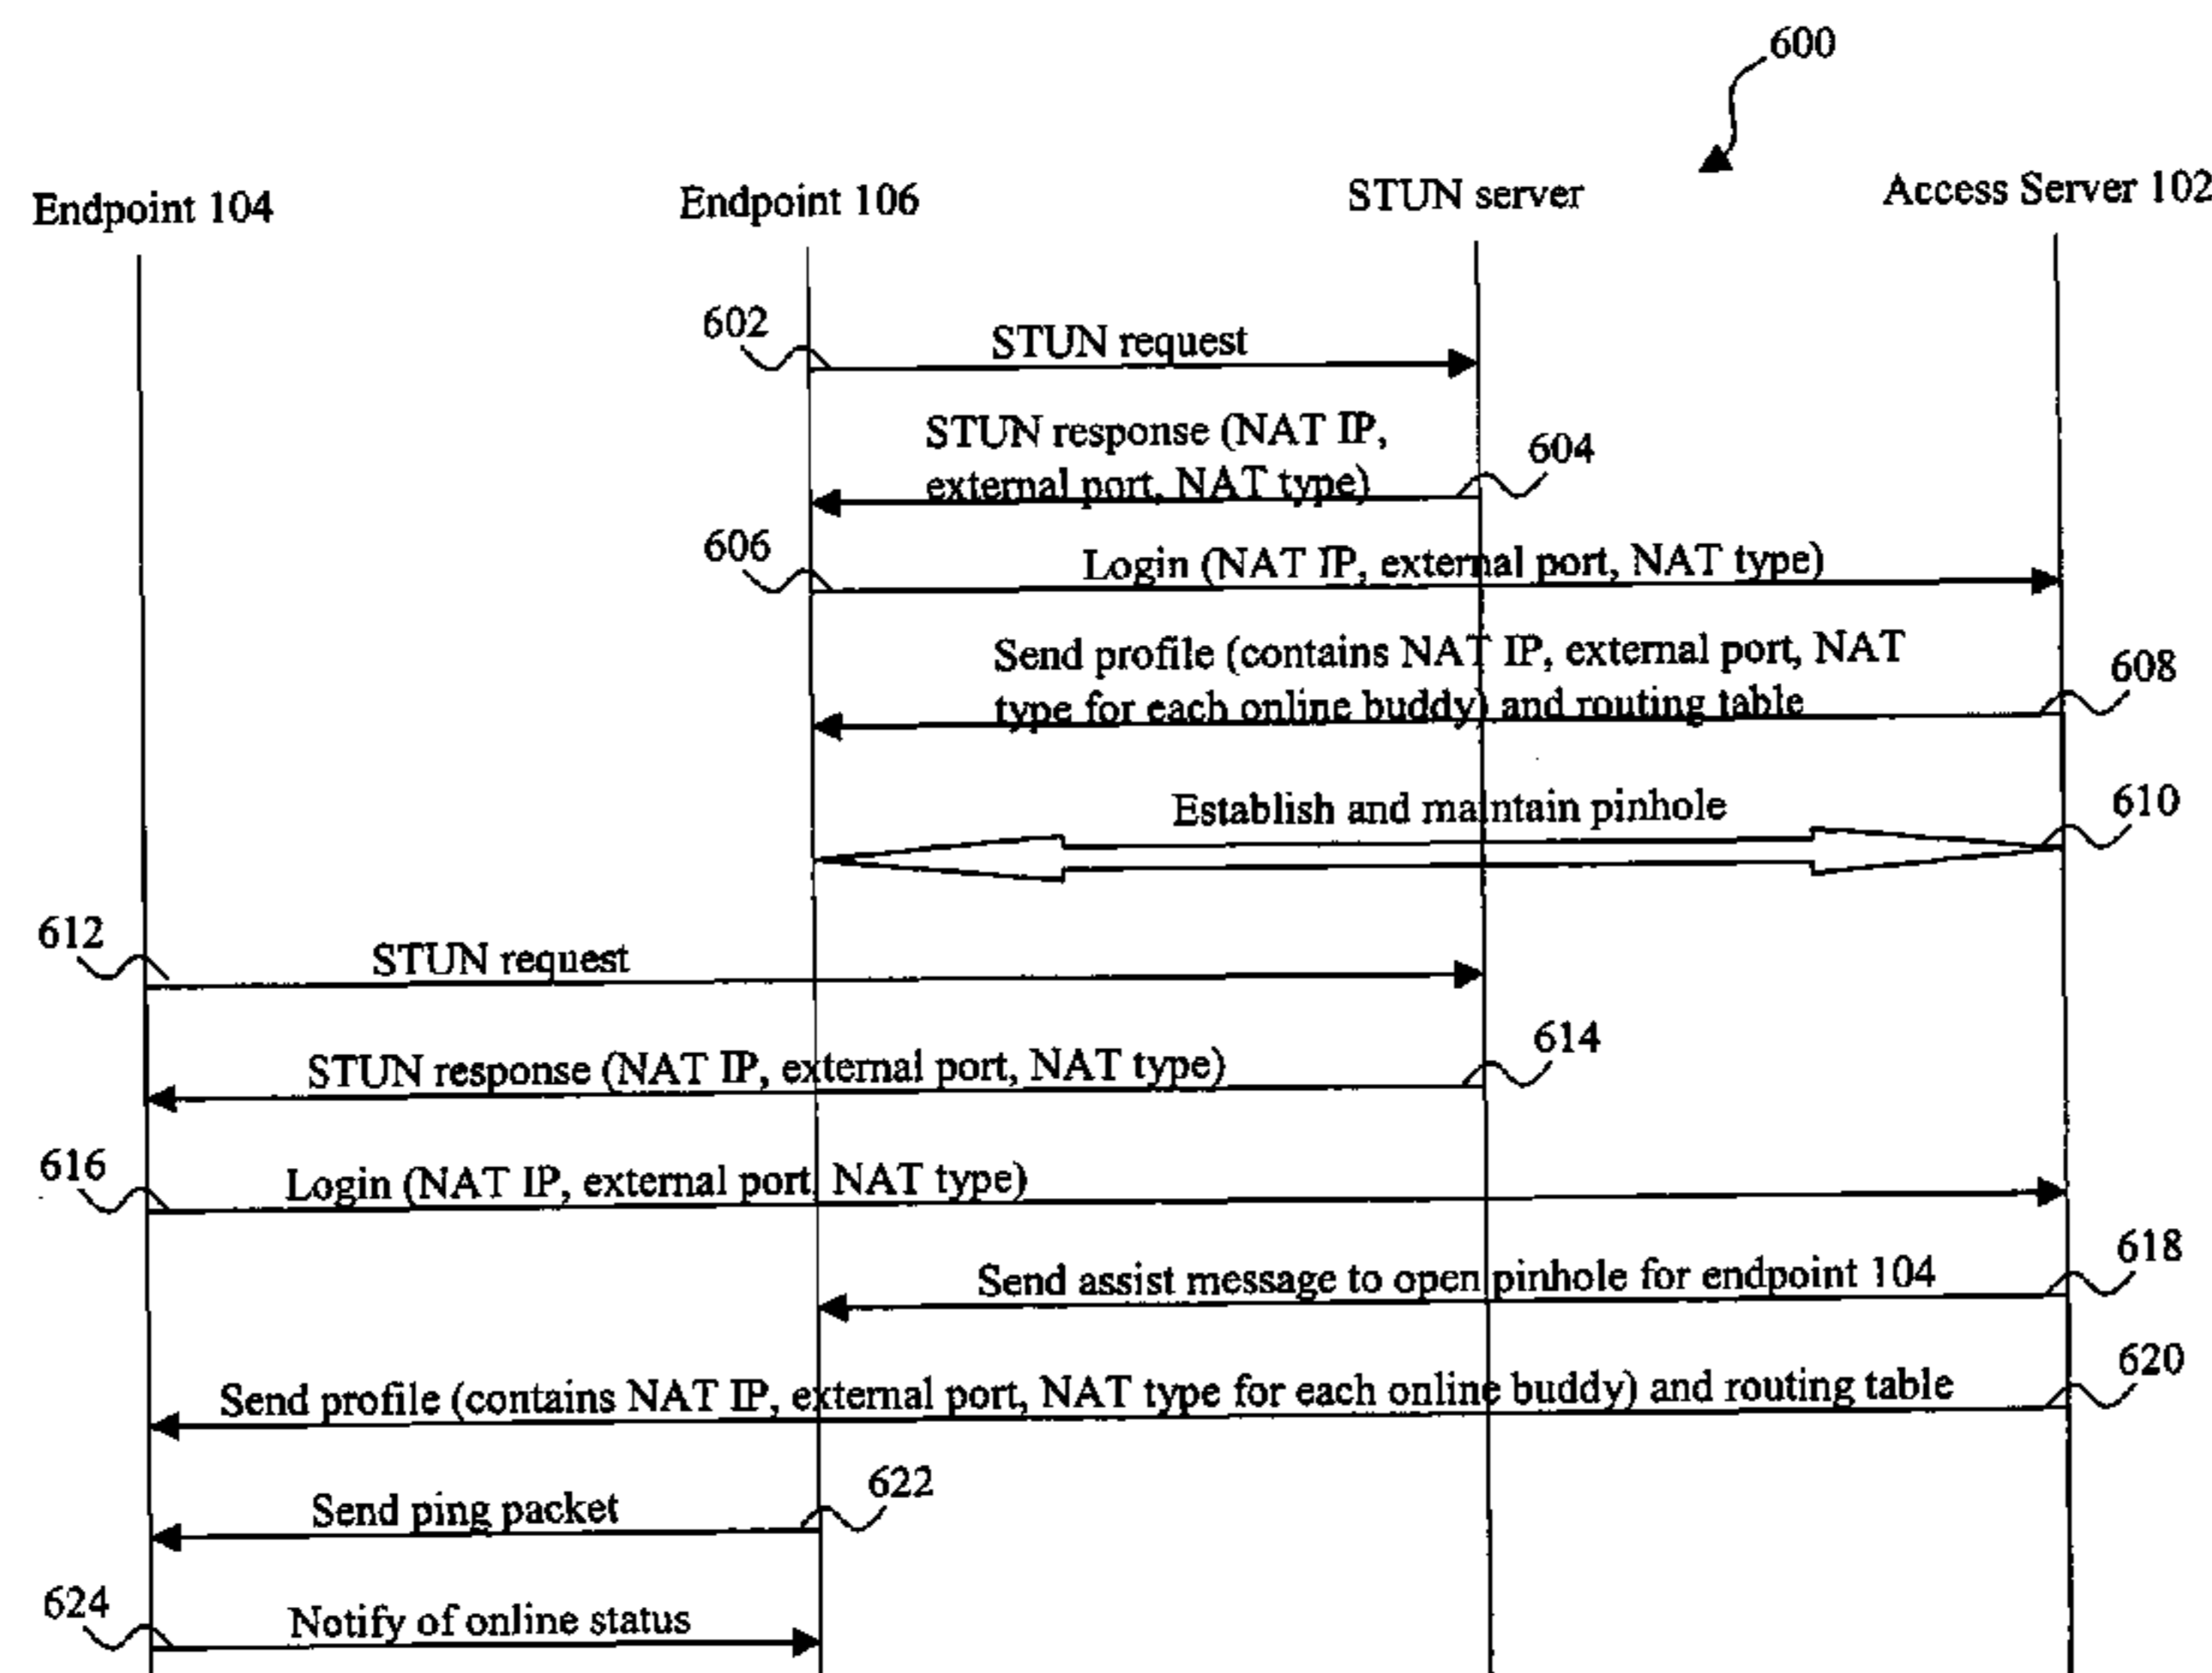 600
Endpoint 104
Endpoint 106
STUN server
Access Server 102
602
STUN request
STUN response (NAT IP,
external port, NAT type)
604
606
Login (NAT IP, external port, NAT type)
Send profile (contains NAT IP, external port, NAT
type for each online buddy) and routing table
608
Establish and maintain pinhole
610
612
STUN request
614
STUN response (NAT IP, external port, NAT type)
616
Login (NAT IP, external port, NAT type)
618
Send assist message to open pinhole for endpoint 104
620
Send profile (contains NAT IP, external port, NAT type for each online buddy) and routing table
622
Send ping packet
624
Notify of online status